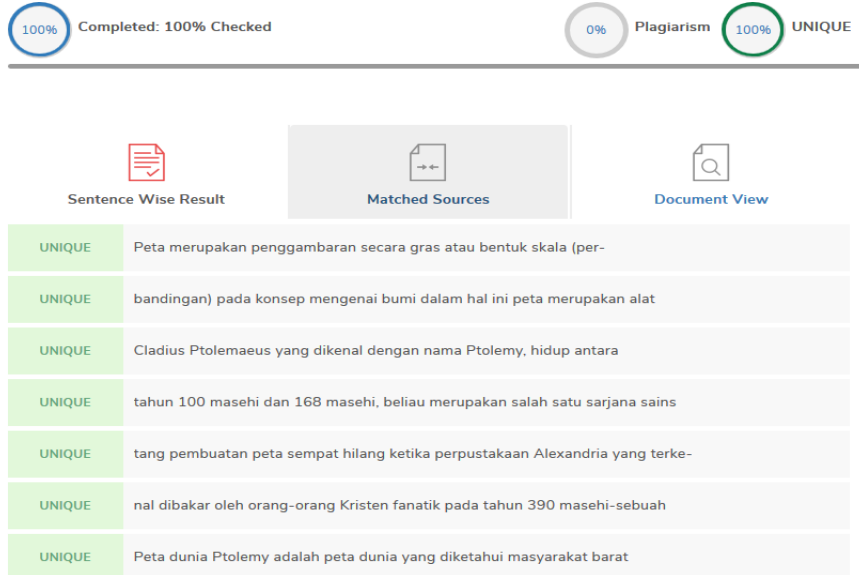 100% Completed: 100% Checked 0% Plagiarism 100% UNIQUE
Sentence Wise Result Matched Sources Document View
UNIQUE Peta merupakan penggambaran secara gras atau bentuk skala (per-
UNIQUE bandingan) pada konsep mengenai bumi dalam hal ini peta merupakan alat
UNIQUE Cladius Ptolemaeus yang dikenal dengan nama Ptolemy, hidup antara
UNIQUE tahun 100 masehi dan 168 masehi, beliau merupakan salah satu sarjana sains
UNIQUE tang pembuatan peta sempat hilang ketika perpustakaan Alexandria yang terke-
UNIQUE nal dibakar oleh orang-orang Kristen fanatik pada tahun 390 masehi-sebuah
UNIQUE Peta dunia Ptolemy adalah peta dunia yang diketahui masyarakat barat